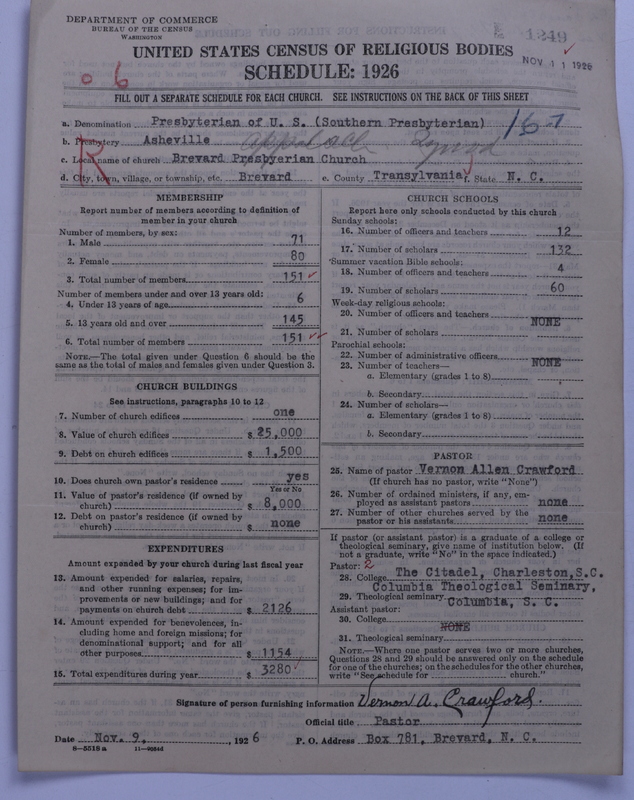 DEPARTMENT OF COMMERCE
BUREAU OF THE CENSUS
WASHINGTON
1249
NOV 11 1926
UNITED STATES CENSUS OF RELIGIOUS BODIES
SCHEDULE: 1926
0 6
FILL OUT A SEPARATE SCHEDULE FOR EACH CHURCH. SEE INSTRUCTIONS ON THE BACK OF THIS SHEET
a. Denomination Presbyterian of U. S. (Southern Presbyterian) 167
b. Presbytery Asheville Appalach Synod
R
c. Local name of church Brevard Presbyerian Church
d. City, town, village, or township, etc. Brevard e. County Transylvania f. State N. C.
MEMBERSHIP
Report number of members according to definition of
member in your church
Number of members, by sex:
1. Male 71
2. Female 80
3. Total number of members 151
Number of members under and over 13 years old:
4. Under 13 years of age 6
5. 13 years old and over 145
6. Total number of members 151
NOTE.—The total given under Question 6 should be the
same as the total of males and females given under Question 3.
CHURCH BUILDINGS
See instructions, paragraphs 10 to 12
7. Number of church edifices one
8. Value of church edifices $25,000
9. Debt on church edifices $ 1,500
10. Does church own pastor's residence yes
Yes or No
11. Value of pastor's residence (if owned by
church) $ 8,000
12. Debt on pastor's residence (if owned by
church) $ none
EXPENDITURES
Amount expended by your church during last fiscal year
13. Amount expended for salaries, repairs,
and other running expenses; for im-
provements or new buildings; and for
payments on church debt $ 2126
14. Amount expended for benevolences, in-
cluding home and foreign missions; for
denominational support; and for all
other purposes $ 1154
15. Total expenditures during year $ 3280
CHURCH SCHOOLS
Report here only schools conducted by this church
Sunday schools:
16. Number of officers and teachers 12
17. Number of scholars 132
Summer vacation Bible schools:
18. Number of officers and teachers 4
19. Number of scholars 60
Week-day religious schools:
20. Number of officers and teachers
NONE
21. Number of scholars
Parochial schools:
22. Number of administrative officers NONE
23. Number of teachers—
a. Elementary (grades 1 to 8)
b. Secondary
24. Number of scholars—
a. Elementary (grades 1 to 8)
b. Secondary
PASTOR
25. Name of pastor Vernon Allen Crawford
(If church has no pastor, write "None")
26. Number of ordained ministers, if any, em-
ployed as assistant pastors none
27. Number of other churches served by the
pastor or his assistants none
If pastor (or assistant pastor) is a graduate of a college or
theological seminary, give name of institution below. (If
not a graduate, write "No" in the space indicated.)
Pastor: 2
28. College The Citadel, Charleston, S.C.
Columbia Theological Seminary,
29. Theological seminary Columbia, S. C.
Assistant pastor:
30. College
NONE
31. Theological seminary
NOTE.—Where one pastor serves two or more churches,
Questions 28 and 29 should be answered only on the schedule
for one of the churches; on the schedules for the other churches,
write "See schedule for church."
Signature of person furnishing information Vernon A. Crawford.
Official title Pastor
Date Nov. 9, , 1926 P. O. Address Box 781, Brevard, N. C.
8-5518a 11-9054d